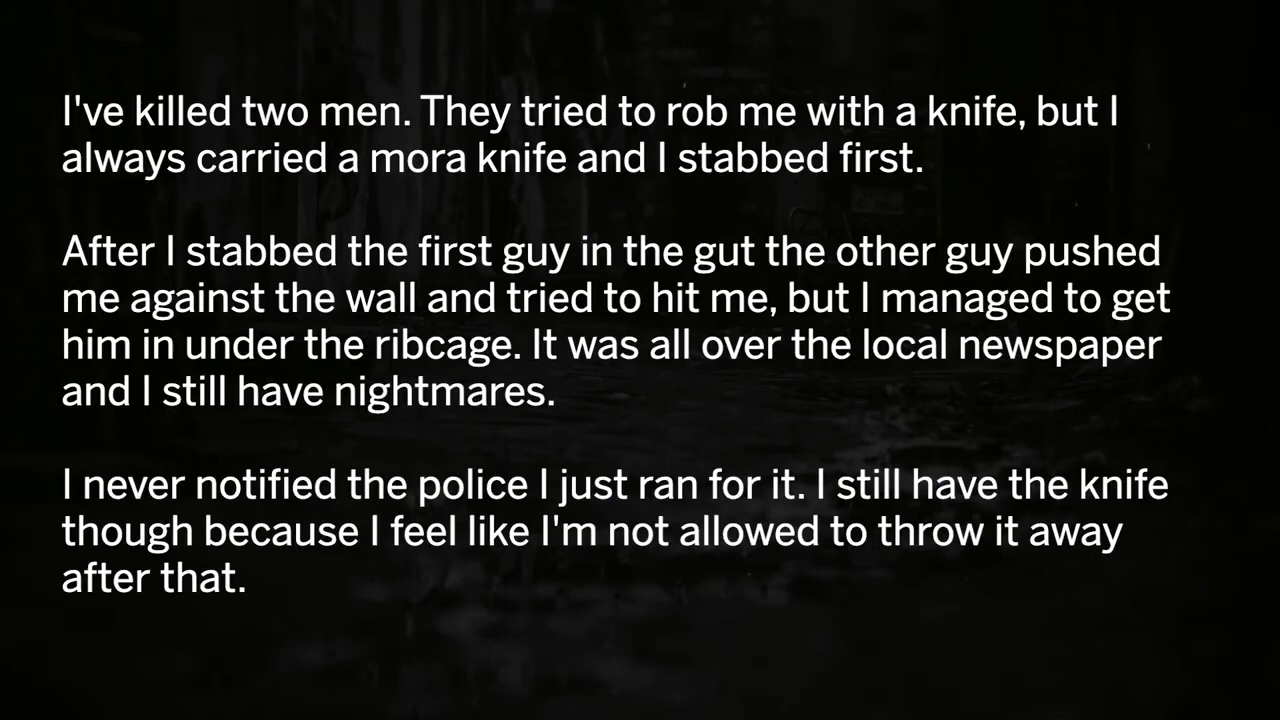 I've killed two men. They tried to rob me with a knife, but I
always carried a mora knife and I stabbed first.
After I stabbed the first guy in the gut the other guy pushed
me against the wall and tried to hit me, but I managed to get
him in under the ribcage. It was all over the local newspaper
and I still have nightmares.
I never notified the police I just ran for it. I still have the knife
though because I feel like I'm not allowed to throw it away
after that.